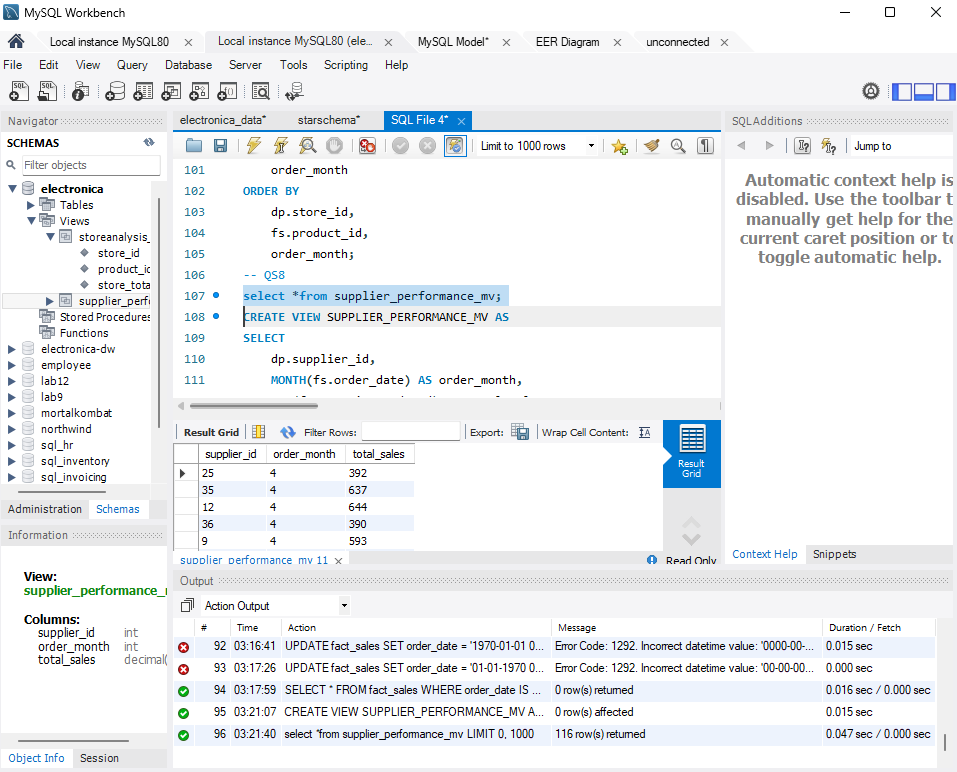 MySQL Workbench
Local instance MySQL80
Local instance MySQL80 (ele...
MySQL Model*
EER Diagram
unconnected
File Edit View Query Database Server Tools Scripting Help
Navigator
SCHEMAS
Filter objects
electronica
Tables
Views
storeanalysis_
store_id
product_ic
store_tota
supplier_perf
Stored Procedures
Functions
electronica-dw
employee
lab12
lab9
mortalkombat
northwind
sql_hr
sql_inventory
sql_invoicing
Administration Schemas
Information
View:
supplier_performance_
Columns:
supplier_id int
order_month int
total_sales decimal(
Object Info Session
electronica_data* starschema* SQL File 4*
Limit to 1000 rows
101 order_month
102 ORDER BY
103 dp.store_id,
104 fs.product_id,
105 order_month;
106 -- QS8
107 select *from supplier_performance_mv;
108 CREATE VIEW SUPPLIER_PERFORMANCE_MV AS
109 SELECT
110 dp.supplier_id,
111 MONTH(fs.order_date) AS order_month,
Result Grid Filter Rows: Export: Wrap Cell Content: IA
supplier_id order_month total_sales
25 4 392
35 4 637
12 4 644
36 4 390
9 4 593
Result
Grid
supplier_performance_mv 11
Read Only
SQLAdditions
Jump to
Automatic context help is
disabled. Use the toolbar t
manually get help for the
current caret position or to
toggle automatic help.
Context Help Snippets
Output
Action Output
# Time Action Message Duration / Fetch
92 03:16:41 UPDATE fact_sales SET order_date = '1970-01-01 0... Error Code: 1292. Incorrect datetime value: '0000-00-... 0.015 sec
93 03:17:26 UPDATE fact_sales SET order_date = '01-01-1970 0... Error Code: 1292. Incorrect datetime value: '00-00-00... 0.000 sec
94 03:17:59 SELECT * FROM fact_sales WHERE order_date IS ... 0 row(s) returned 0.016 sec / 0.000 sec
95 03:21:07 CREATE VIEW SUPPLIER_PERFORMANCE_MV A... 0 row(s) affected 0.015 sec
96 03:21:40 select *from supplier_performance_mv LIMIT 0, 1000 116 row(s) returned 0.047 sec / 0.000 sec